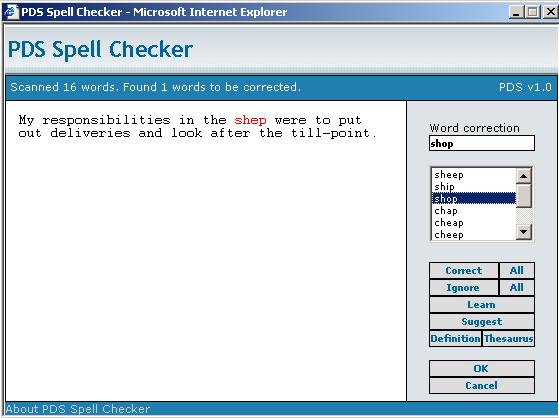 PDS Spell Checker - Microsoft Internet Explorer
PDS Spell Checker
Scanned 16 words. Found 1 words to be corrected. PDS v1.0
My responsibilities in the shep were to put
out deliveries and look after the till-point.
Word correction
shop
sheep
ship
shop
chap
cheap
cheep
Correct All
Ignore All
Learn
Suggest
Definition Thesaurus
OK
Cancel
About PDS Spell Checker